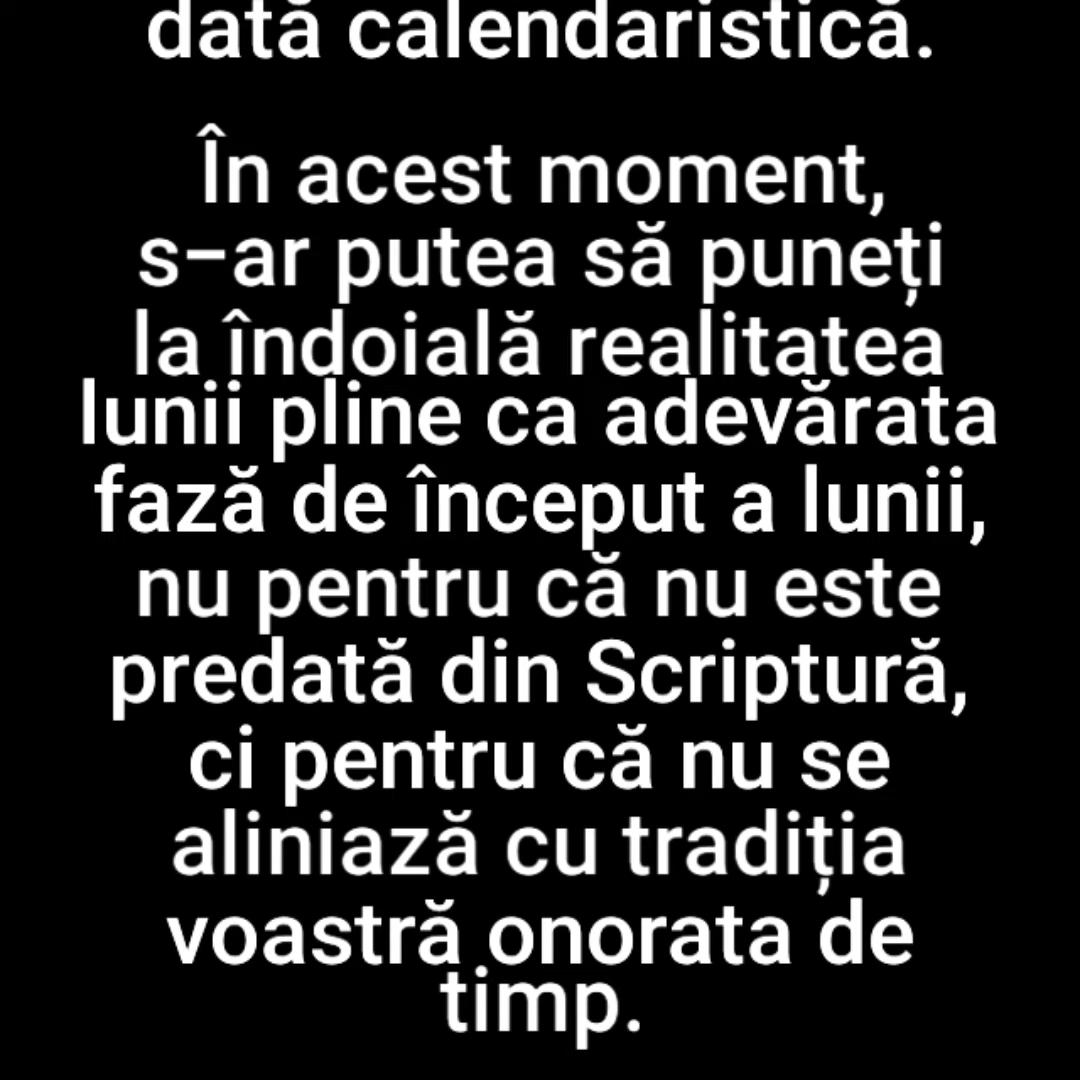 dată calendaristică.
În acest moment,
s-ar putea să puneți
la îndoială realitatea
lunii pline ca adevărata
fază de început a lunii,
nu pentru că nu este
predată din Scriptură,
ci pentru că nu se
aliniază cu tradiția
voastră onorata de
timp.